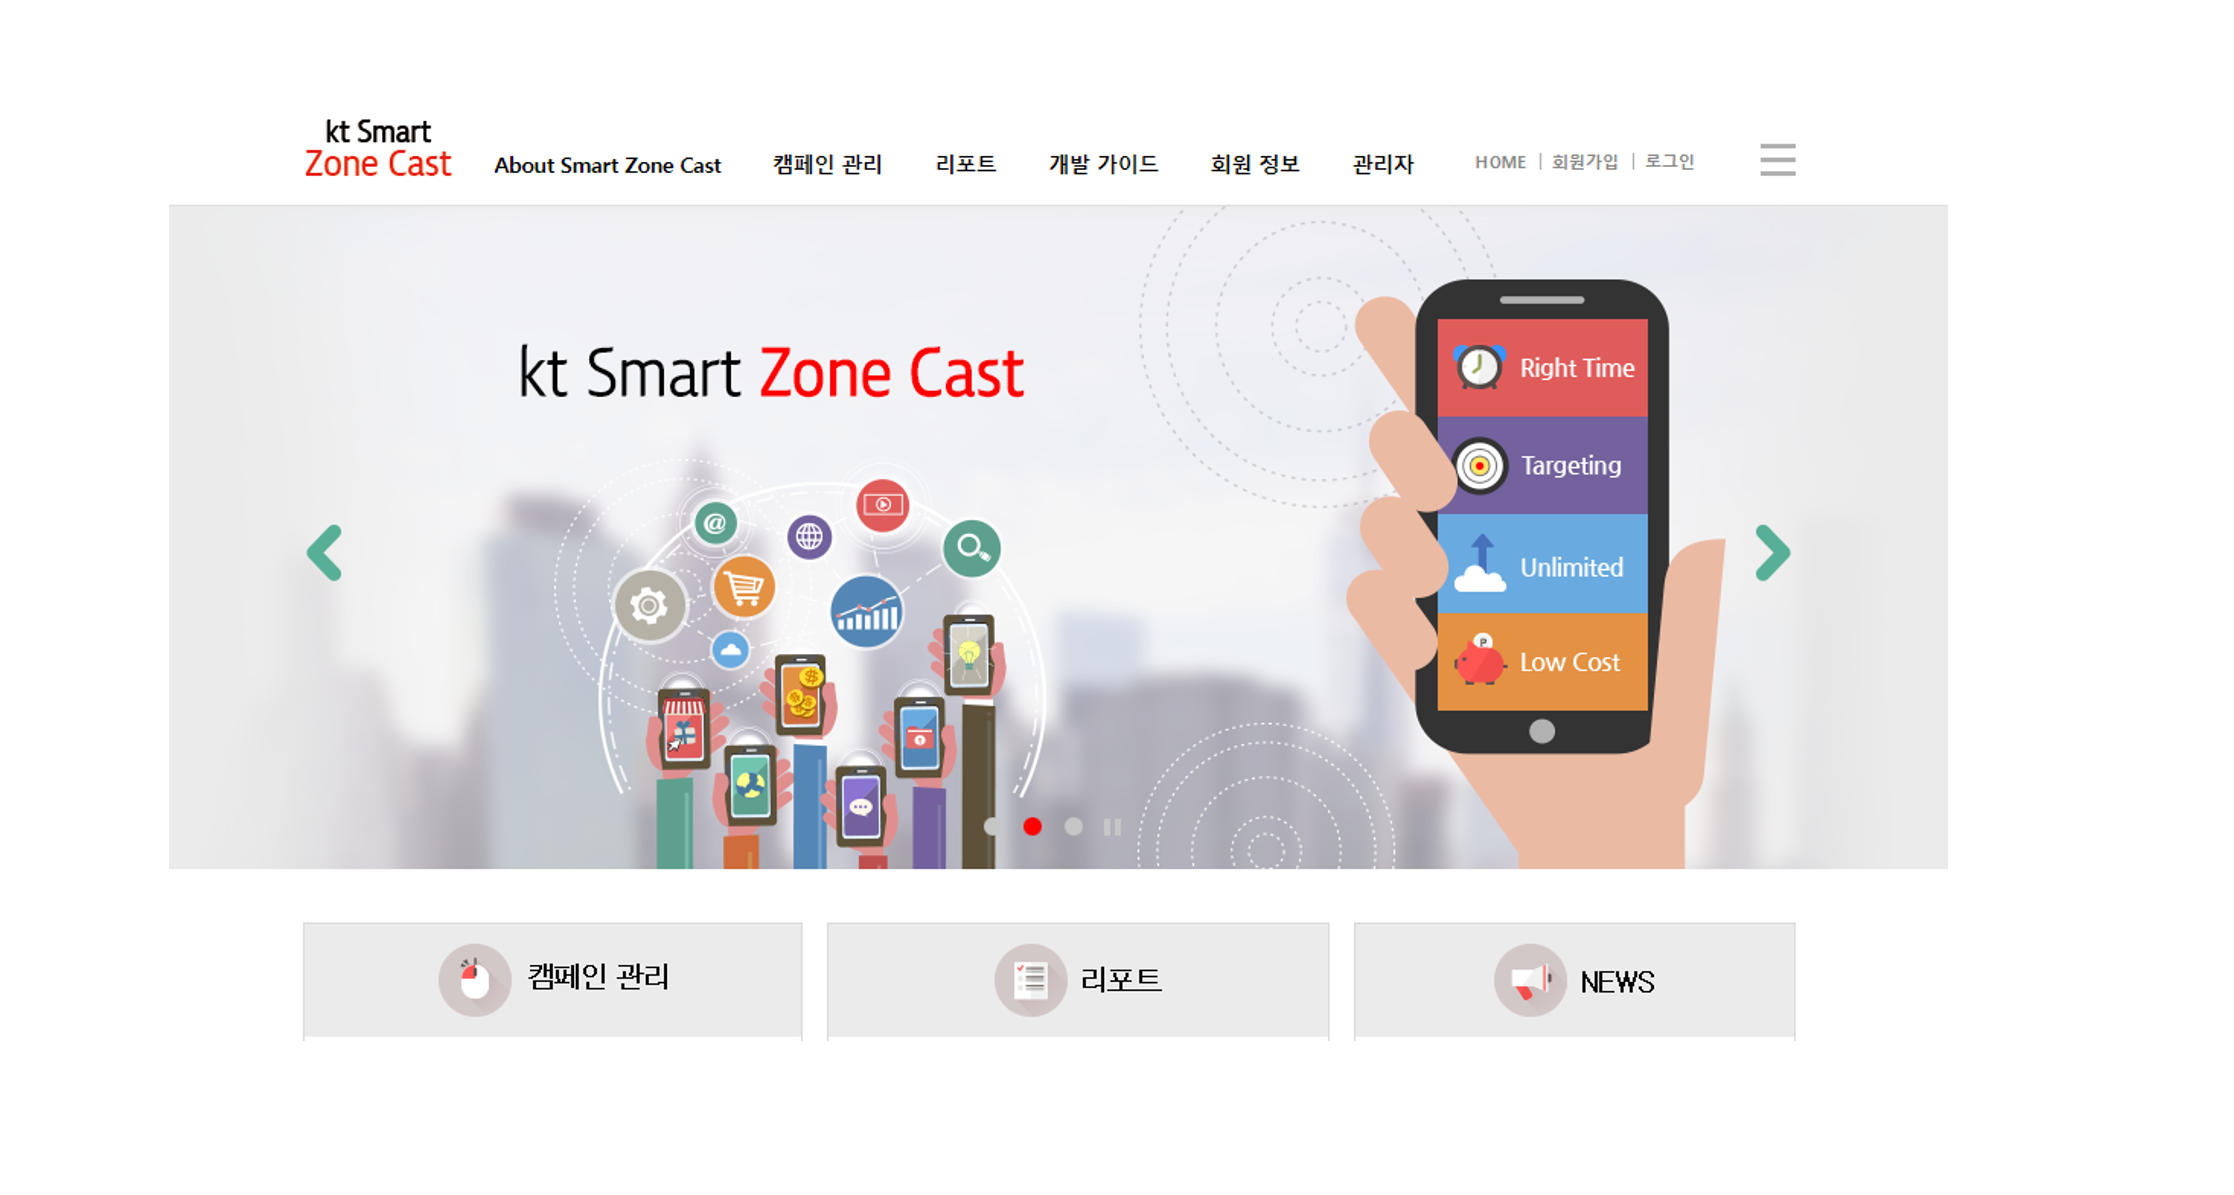 kt Smart
Zone Cast
About Smart Zone Cast 캠페인 관리 리포트 개발 가이드 회원 정보 관리자 HOME | 회원가입 | 로그인
kt Smart Zone Cast
Right Time
Targeting
Unlimited
Low Cost
캠페인 관리
리포트
NEWS